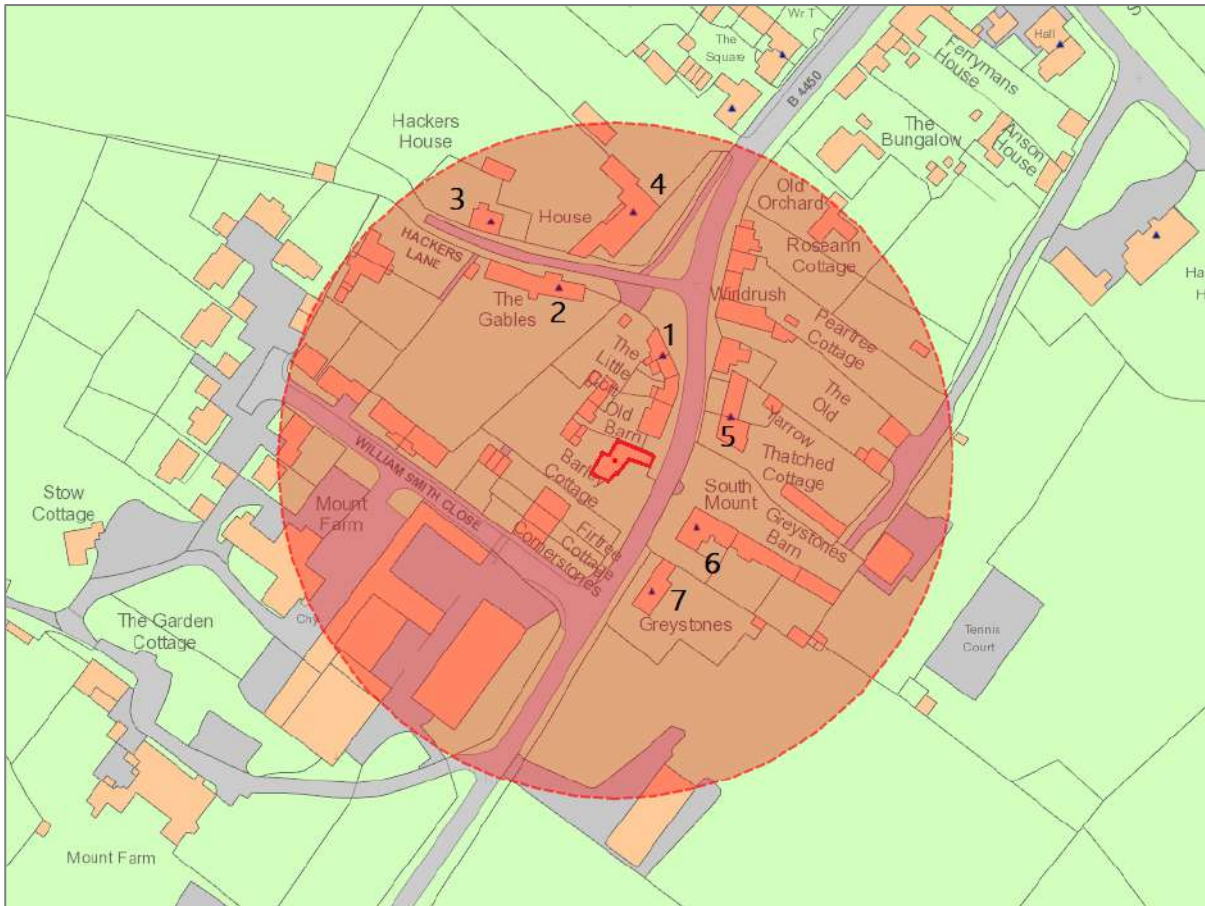 Wr T
The
Square
B 4450
Hall
Ferrymans
House
The
Bungalow
Anson
House
Hackers
House
3
House
4
Old
Orchard
Roseann
Cottage
HACKERS
LANE
The
Gables
2
Windrush
Peartree
Cottage
1
The
Little
Old
Barn
The
Old
5
Yarrow
Thatched
Cottage
Barley
Cottage
South
Mount
Greystones
Barn
WILLIAM SMITH CLOSE
Stow
Cottage
Mount
Farm
Firtree
Cottage
Cornerstones
6
7
Greystones
The Garden
Cottage
Tennis
Court
Mount Farm